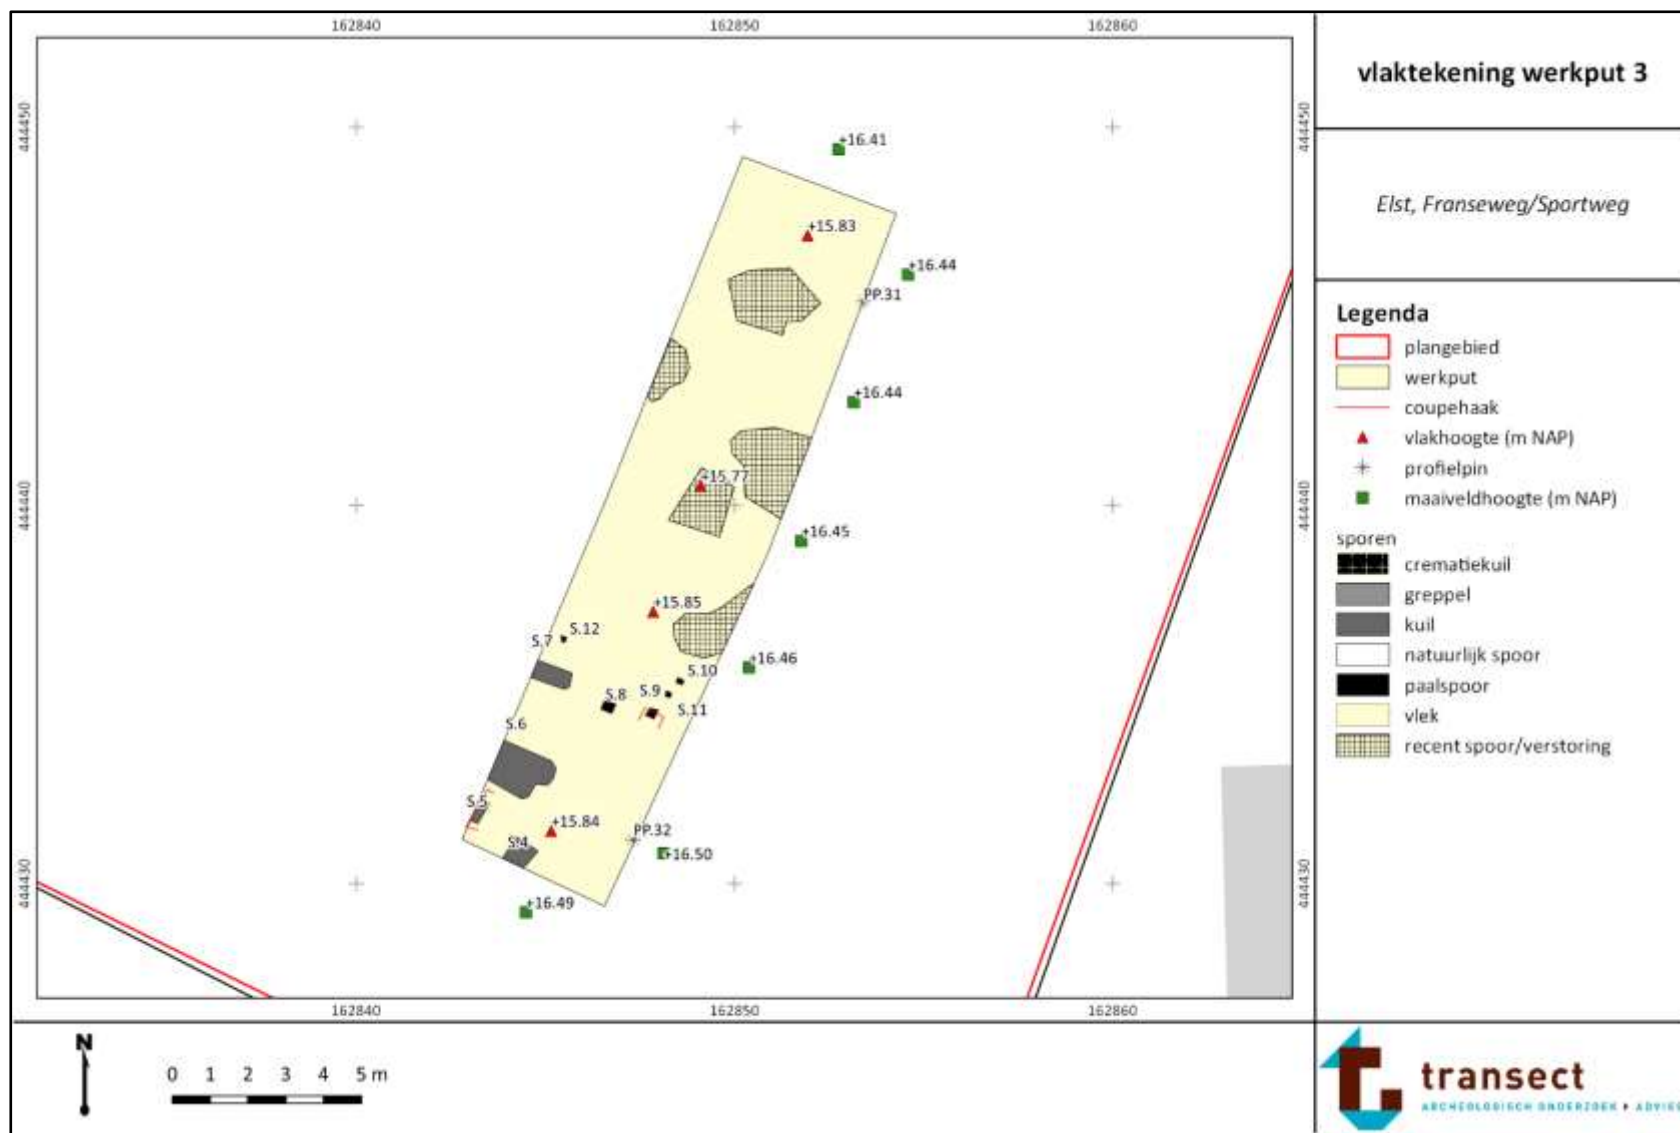 162840 162850 162860
444450 444450
+16.41
+15.83
+16.44
PP.31
+16.44
+15.77
444440 444440
+16.45
+15.85
S.12
S.7
+16.46
S.10
S.9
S.8
S.11
S.6
S.5
+15.84
PP.32
S.4
+16.50
444430 444430
+16.49
162840 162850 162860
N
0 1 2 3 4 5 m
vlaktekening werkput 3
Elst, Franseweg/Sportweg
Legenda
plangebied
werkput
coupehaak
vlakhoogte (m NAP)
profielpin
maaiveldhoogte (m NAP)
sporen
crematiekuil
greppel
kuil
natuurlijk spoor
paalspoor
vlek
recent spoor/verstoring
transect
ARCHEOLOGISCH ONDERZOEK & ADVIES